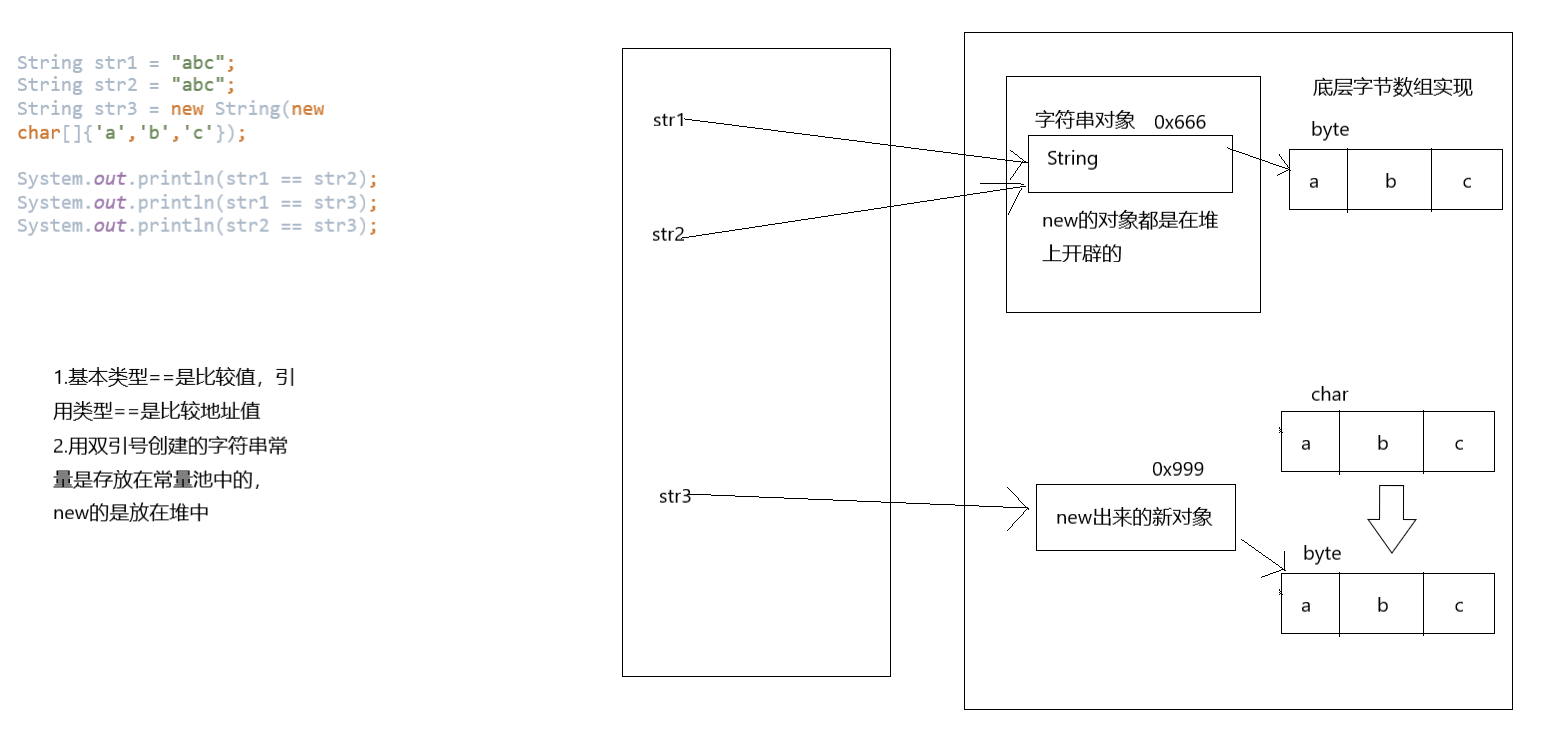 String str1 = "abc";
String str2 = "abc";
String str3 = new String(new
char[]{'a','b','c'});
System.out.println(str1 == str2);
System.out.println(str1 == str3);
System.out.println(str2 == str3);
1.基本类型==是比较值，引
用类型==是比较地址值
2.用双引号创建的字符串常
量是存放在常量池中的，
new的是放在堆中
str1
str2
str3
字符串对象 0x666
String
new的对象都是在堆
上开辟的
底层字节数组实现
byte
a b c
0x999
new出来的新对象
char
a b c
byte
a b c